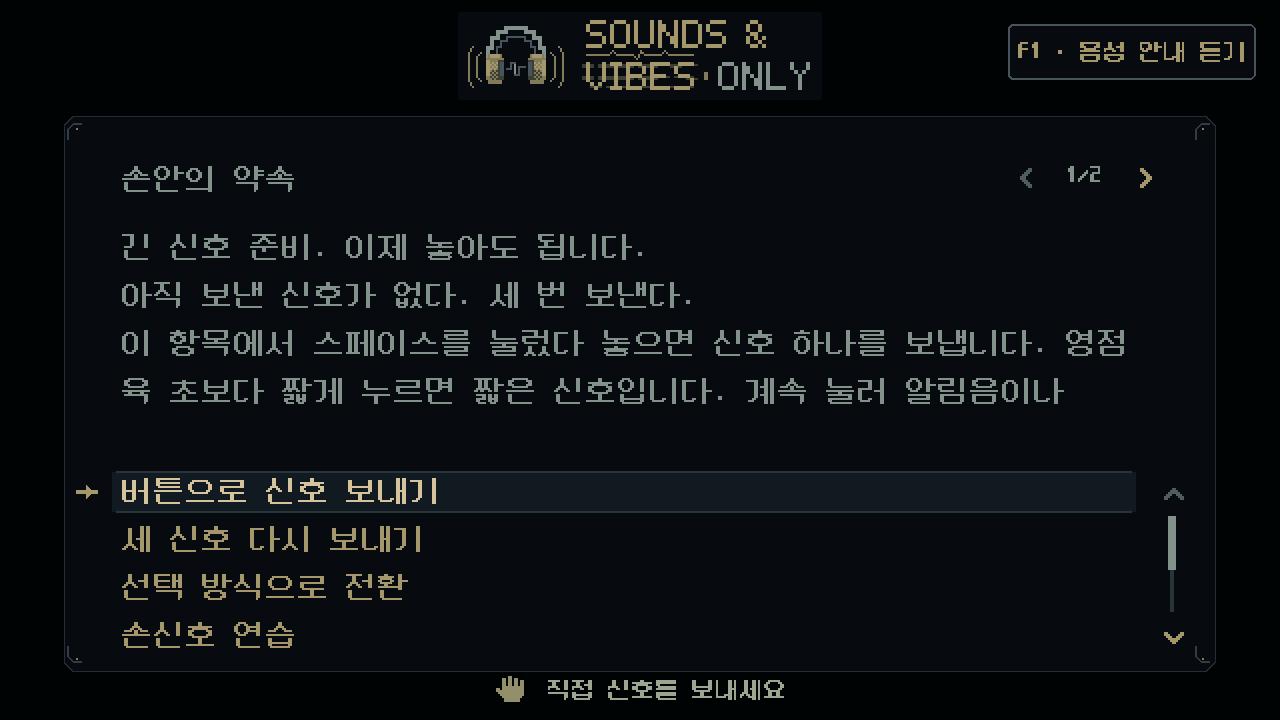 SOUNDS &
VIBES·ONLY
F1 · 음성 안내 듣기
손안의 약속
1/2
긴 신호 준비. 이제 놓아도 됩니다.
아직 보낸 신호가 없다. 세 번 보낸다.
이 항목에서 스페이스를 눌렀다 놓으면 신호 하나를 보냅니다. 영점
육 초보다 짧게 누르면 짧은 신호입니다. 계속 눌러 알림음이나
버튼으로 신호 보내기
세 신호 다시 보내기
선택 방식으로 전환
손신호 연습
직접 신호를 보내세요